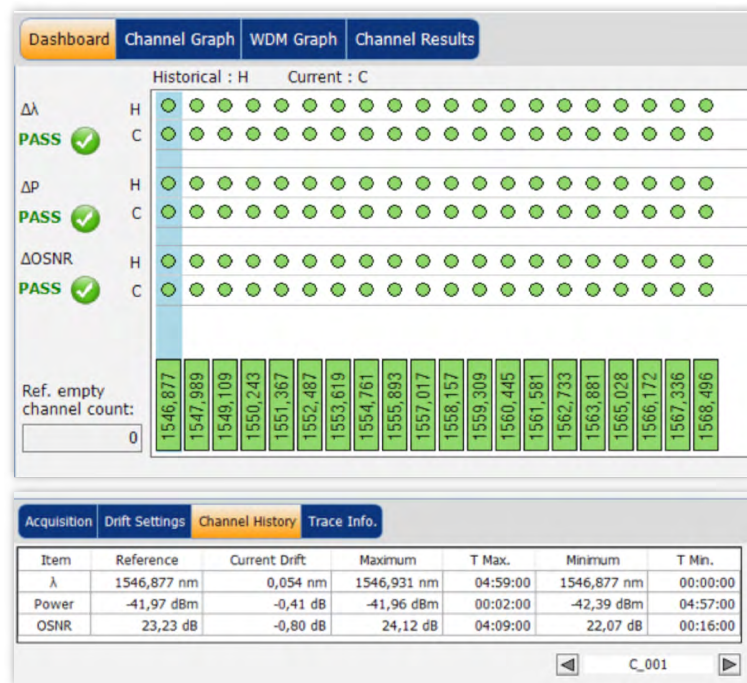 Dashboard Channel Graph WDM Graph Channel Results
Historical : H Current : C
Δλ H
PASS C
ΔP H
PASS C
ΔOSNR H
PASS C
Ref. empty
channel count:
0
1546,877 1547,989 1549,109 1550,243 1551,367 1552,487 1553,619 1554,761 1555,893 1557,017 1558,157 1559,309 1560,445 1561,581 1562,733 1563,881 1565,028 1566,172 1567,336 1568,496
Acquisition Drift Settings Channel History Trace Info.
Item Reference Current Drift Maximum T Max. Minimum T Min.
λ 1546,877 nm 0,054 nm 1546,931 nm 04:59:00 1546,877 nm 00:00:00
Power -41,97 dBm -0,41 dB -41,96 dBm 00:02:00 -42,39 dBm 04:57:00
OSNR 23,23 dB -0,80 dB 24,12 dB 04:09:00 22,07 dB 00:16:00
C_001